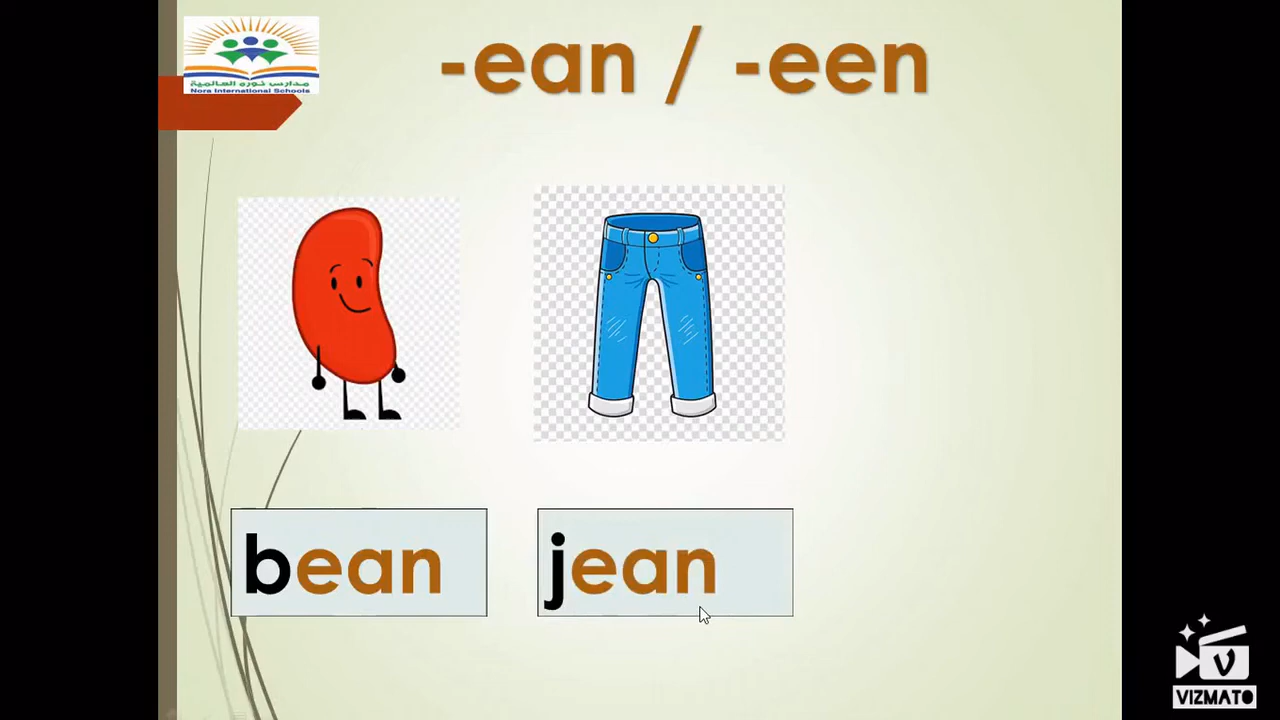 -ean / -een
مدارس نورة العالمية
Nora International Schools
bean
jean
VIZMATO